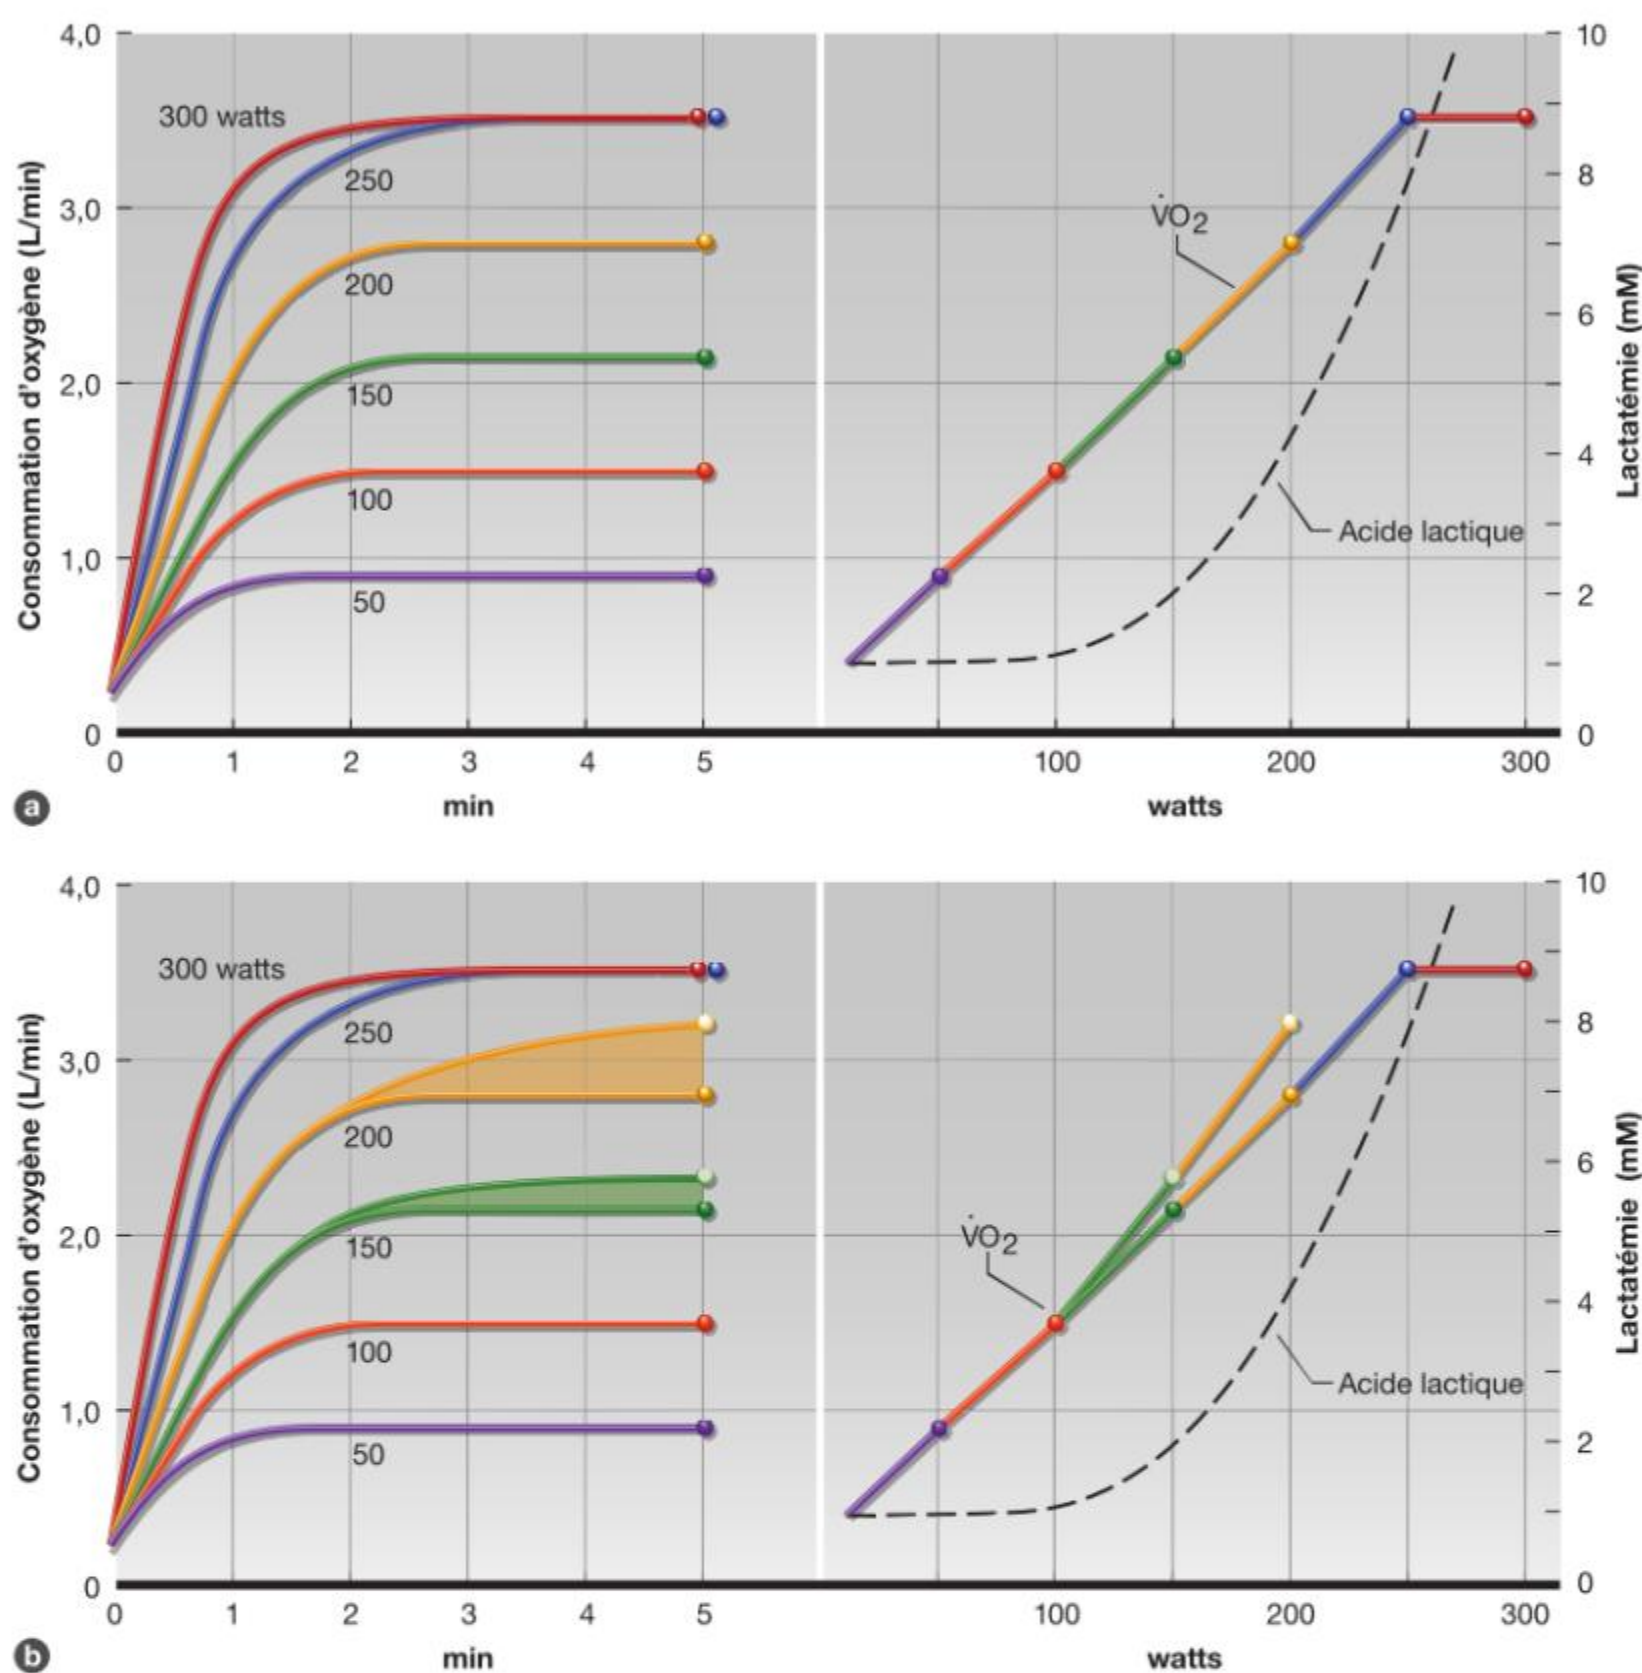 4,0
3,0
2,0
1,0
0
Consommation d'oxygène (L/min)
300 watts
250
200
150
100
50
0 1 2 3 4 5
min
V̇O2
Acide lactique
100 200 300
watts
10
8
6
4
2
0
Lactatémie (mM)
a
4,0
3,0
2,0
1,0
0
Consommation d'oxygène (L/min)
300 watts
250
200
150
100
50
0 1 2 3 4 5
min
V̇O2
Acide lactique
100 200 300
watts
10
8
6
4
2
0
Lactatémie (mM)
b